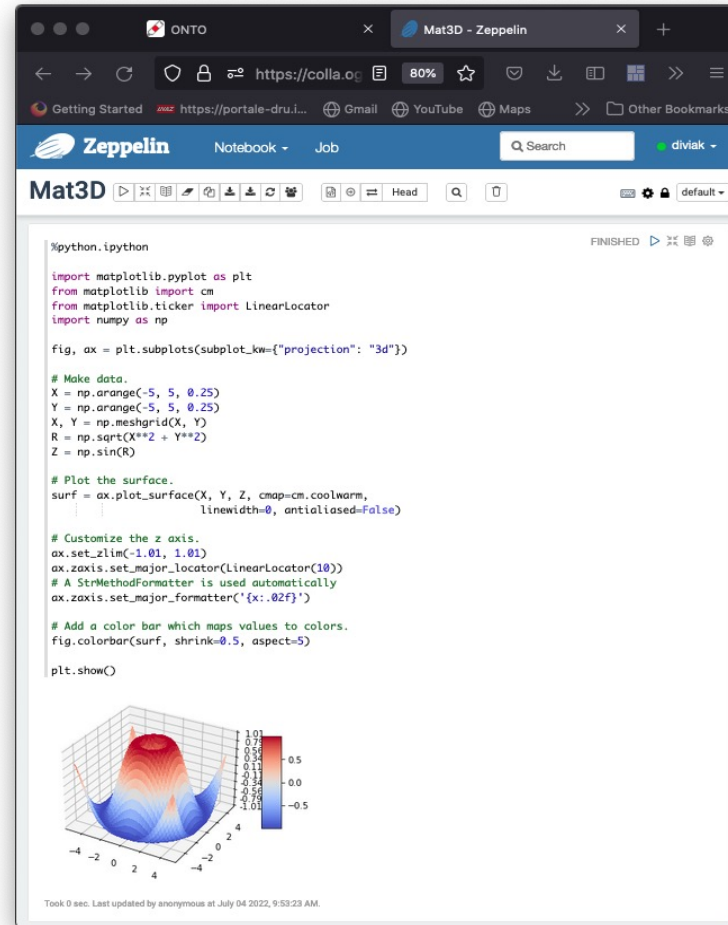 ONTO
Mat3D - Zeppelin
https://colla.og
80%
Getting Started
https://portale-dru.i...
Gmail
YouTube
Maps
Other Bookmarks
Zeppelin
Notebook
Job
Search
diviak
Mat3D
Head
default
FINISHED
%python.ipython
import matplotlib.pyplot as plt
from matplotlib import cm
from matplotlib.ticker import LinearLocator
import numpy as np
fig, ax = plt.subplots(subplot_kw={"projection": "3d"})
# Make data.
X = np.arange(-5, 5, 0.25)
Y = np.arange(-5, 5, 0.25)
X, Y = np.meshgrid(X, Y)
R = np.sqrt(X**2 + Y**2)
Z = np.sin(R)
# Plot the surface.
surf = ax.plot_surface(X, Y, Z, cmap=cm.coolwarm,
linewidth=0, antialiased=False)
# Customize the z axis.
ax.set_zlim(-1.01, 1.01)
ax.zaxis.set_major_locator(LinearLocator(10))
# A StrMethodFormatter is used automatically
ax.zaxis.set_major_formatter('{x:.02f}')
# Add a color bar which maps values to colors.
fig.colorbar(surf, shrink=0.5, aspect=5)
plt.show()
1.01
0.79
0.56
0.34
0.11
-0.11
-0.34
-0.56
-0.79
-1.01
0.5
0.0
-0.5
-4
-2
0
2
4
-4
-2
0
2
4
Took 0 sec. Last updated by anonymous at July 04 2022, 9:53:23 AM.